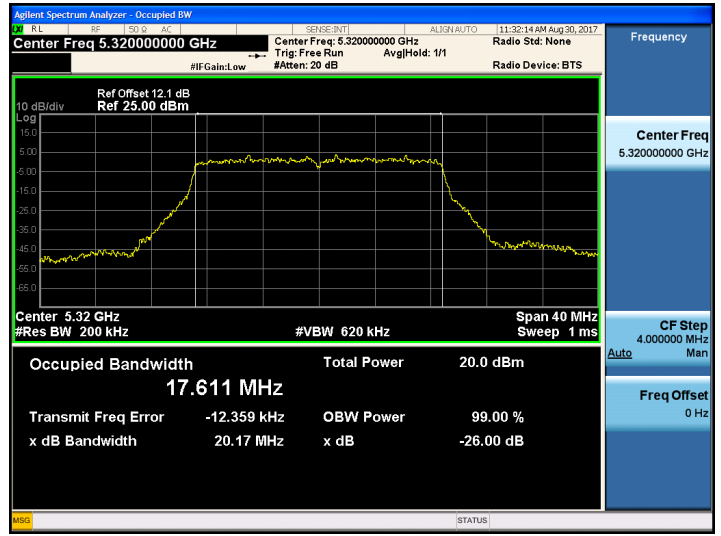 Agilent Spectrum Analyzer - Occupied BW
LXI RL RF 50 Ω AC SENSE:INT ALIGN AUTO 11:32:14 AM Aug 30, 2017
Center Freq 5.320000000 GHz
Center Freq: 5.320000000 GHz
Radio Std: None
Trig: Free Run
Avg|Hold: 1/1
#IFGain:Low
#Atten: 20 dB
Radio Device: BTS
Ref Offset 12.1 dB
10 dB/div
Ref 25.00 dBm
Log
15.0
5.00
-5.00
-15.0
-25.0
-35.0
-45.0
-55.0
-65.0
Center 5.32 GHz
Span 40 MHz
#Res BW 200 kHz
#VBW 620 kHz
Sweep 1 ms
Occupied Bandwidth
Total Power
20.0 dBm
17.611 MHz
Transmit Freq Error
-12.359 kHz
OBW Power
99.00 %
x dB Bandwidth
20.17 MHz
x dB
-26.00 dB
MSG
STATUS
Frequency
Center Freq
5.320000000 GHz
CF Step
4.000000 MHz
Auto Man
Freq Offset
0 Hz